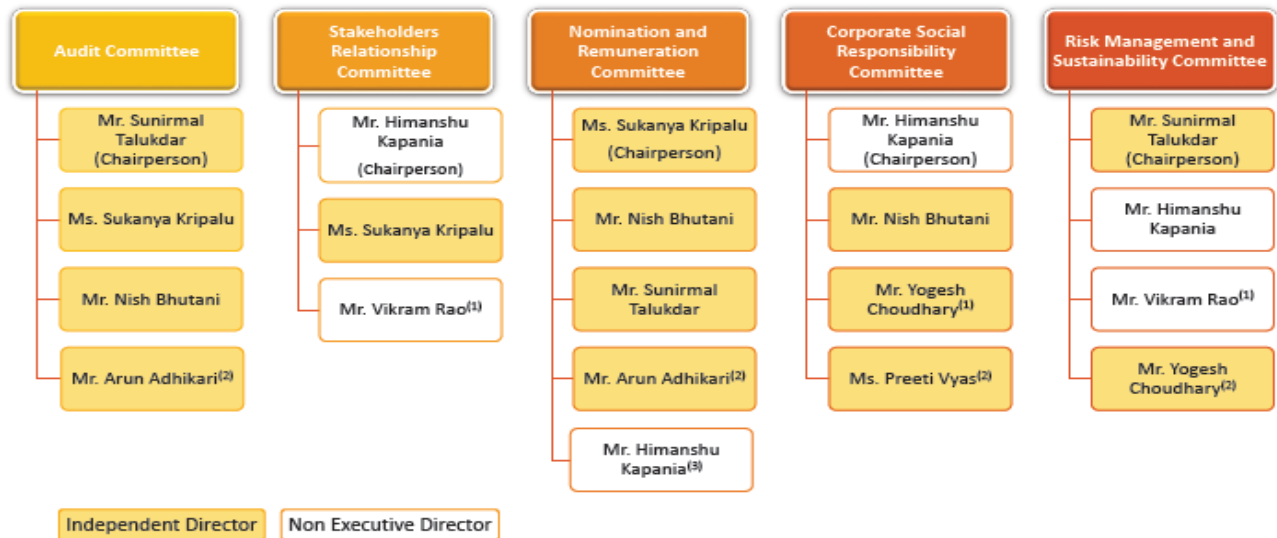 Audit Committee
Stakeholders
Relationship
Committee
Nomination and
Remuneration
Committee
Corporate Social
Responsibility
Committee
Risk Management and
Sustainability Committee
Mr. Sunirmal
Talukdar
(Chairperson)
Ms. Sukanya Kripalu
Mr. Nish Bhutani
Mr. Arun Adhikari(2)
Mr. Himanshu
Kapania
(Chairperson)
Ms. Sukanya Kripalu
Mr. Vikram Rao(1)
Ms. Sukanya Kripalu
(Chairperson)
Mr. Nish Bhutani
Mr. Sunirmal
Talukdar
Mr. Arun Adhikari(2)
Mr. Himanshu
Kapania(3)
Mr. Himanshu
Kapania
(Chairperson)
Mr. Nish Bhutani
Mr. Yogesh
Choudhary(1)
Ms. Preeti Vyas(2)
Mr. Sunirmal
Talukdar
(Chairperson)
Mr. Himanshu
Kapania
Mr. Vikram Rao(1)
Mr. Yogesh
Choudhary(2)
Independent Director
Non Executive Director